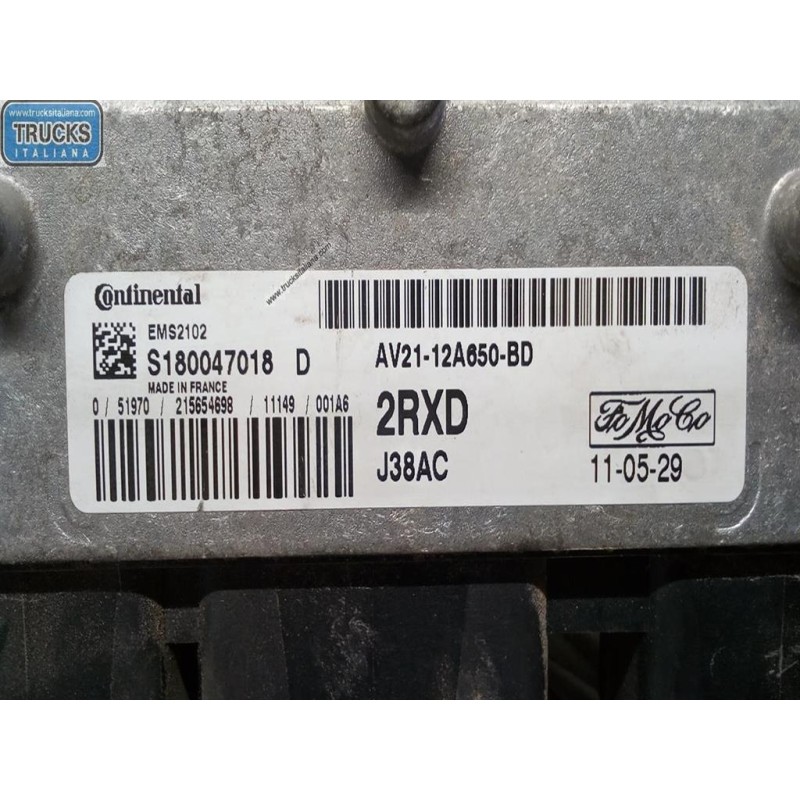 www.trucksitaliana.com
TRUCKS
ITALIANA
Continental
www.trucksitaliana.com
EMS2102
S180047018 D
MADE IN FRANCE
0 / 51970 / 215654698 / 11149 / 001A6
AV21-12A650-BD
2RXD
J38AC
FoMoCo
11-05-29